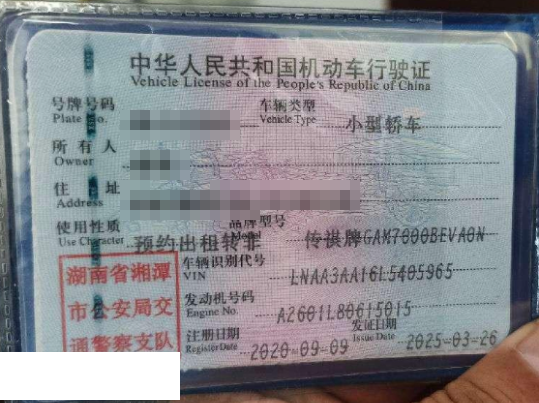 中华人民共和国机动车行驶证
Vehicle License of the People's Republic of China
号牌号码 车辆类型 小型轿车
Plate No. Vehicle Type
所有人
Owner
住址
Address
使用性质 预约出租转非 品牌型号 传祺牌GAM7000BEVA0N
Use Character Model
湖南省湘潭
市公安局交
通警察支队
车辆识别代号 LNAA3AA16L5405965
VIN
发动机号码 A2601L80615015
Engine No.
注册日期 2020-09-09 发证日期 2025-03-26
Register Date Issue Date